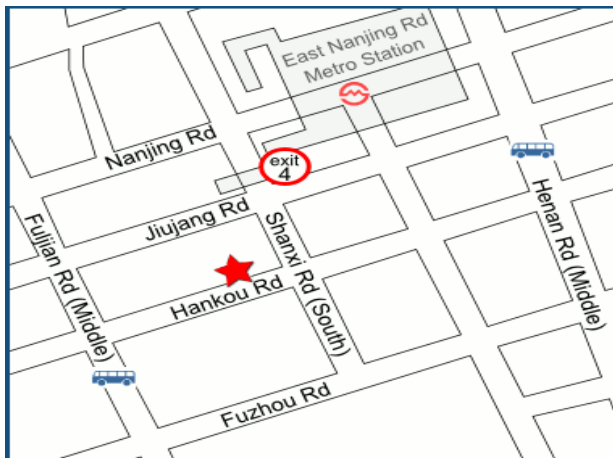 East Nanjing Rd
Metro Station
Nanjing Rd
exit
4
Jiujang Rd
Shanxi Rd (South)
Henan Rd (Middle)
Fuljian Rd (Middle)
Hankou Rd
Fuzhou Rd